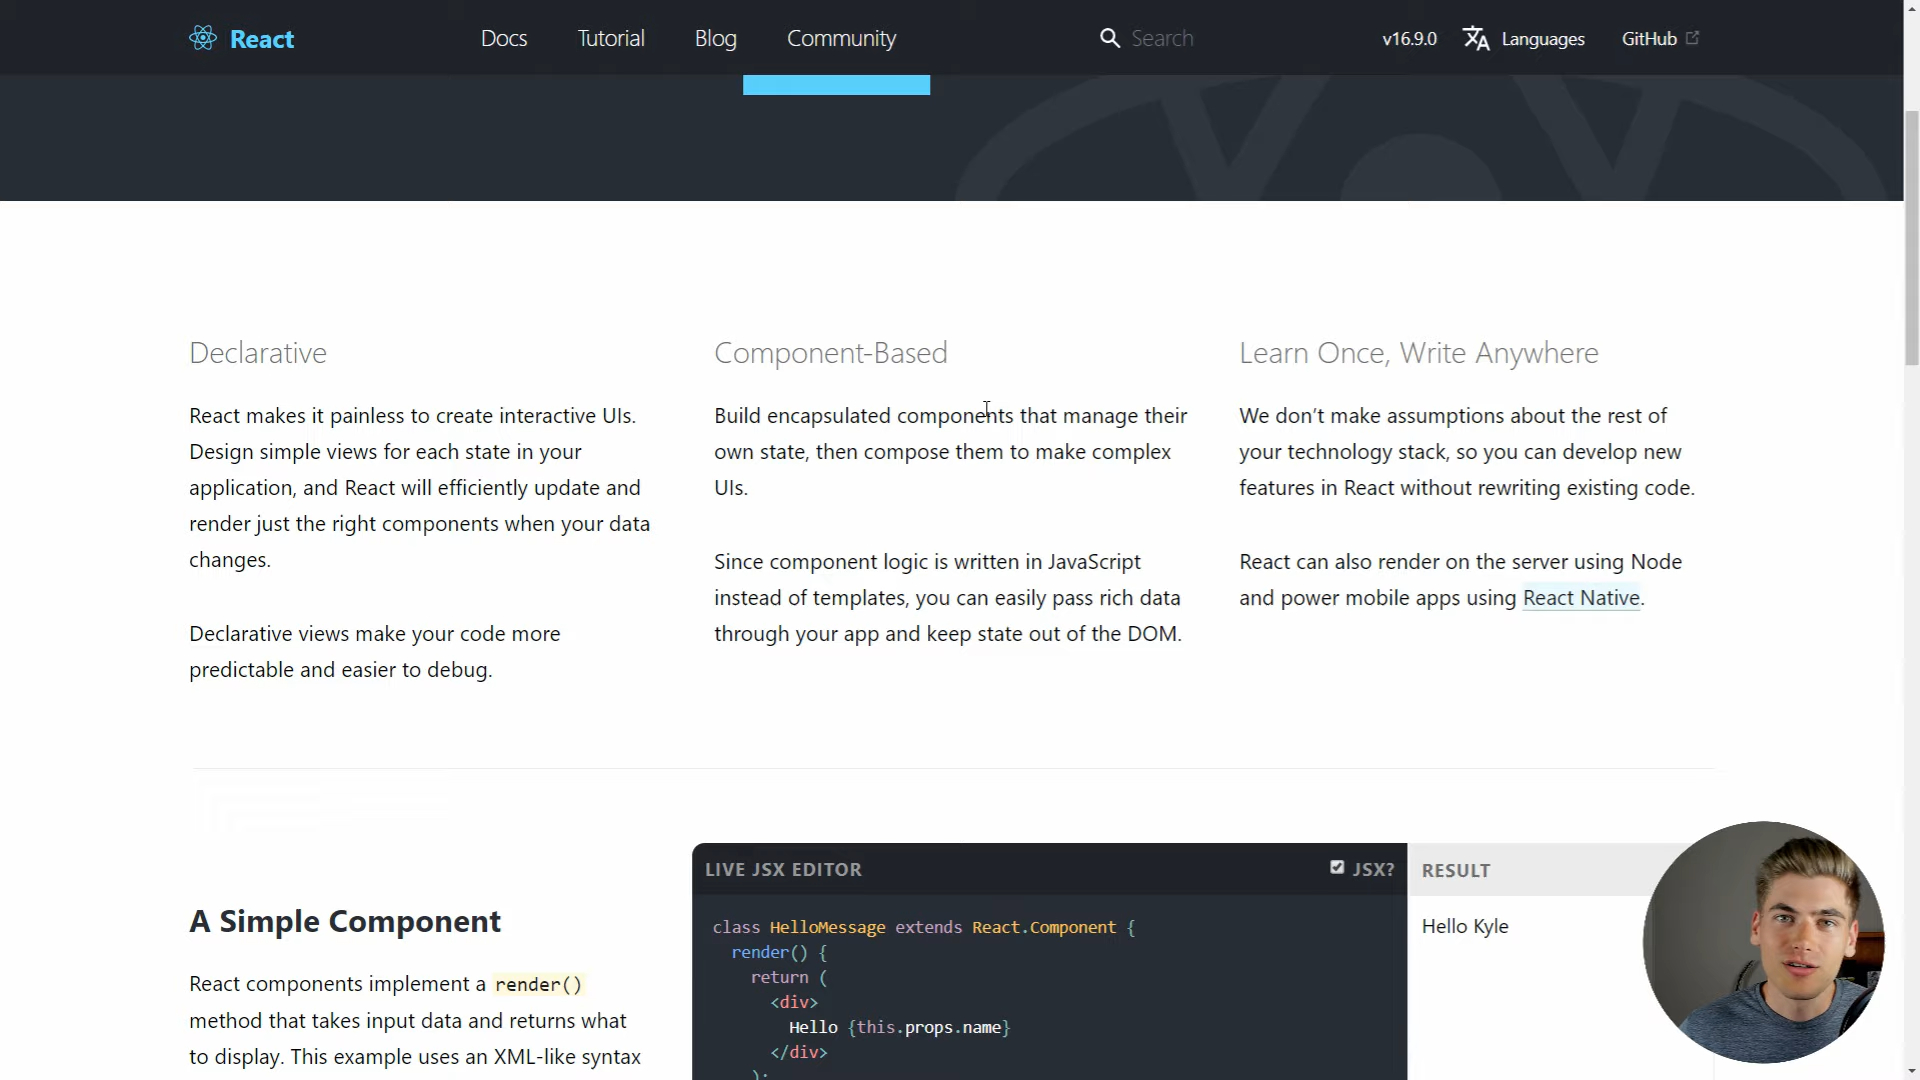 React
Docs
Tutorial
Blog
Community
Search
v16.9.0
Languages
GitHub
Declarative
React makes it painless to create interactive UIs.
Design simple views for each state in your
application, and React will efficiently update and
render just the right components when your data
changes.
Declarative views make your code more
predictable and easier to debug.
Component-Based
Build encapsulated components that manage their
own state, then compose them to make complex
UIs.
Since component logic is written in JavaScript
instead of templates, you can easily pass rich data
through your app and keep state out of the DOM.
Learn Once, Write Anywhere
We don’t make assumptions about the rest of
your technology stack, so you can develop new
features in React without rewriting existing code.
React can also render on the server using Node
and power mobile apps using React Native.
A Simple Component
React components implement a render()
method that takes input data and returns what
to display. This example uses an XML-like syntax
LIVE JSX EDITOR
JSX?
class HelloMessage extends React.Component {
render() {
return (
<div>
Hello {this.props.name}
</div>
);
RESULT
Hello Kyle